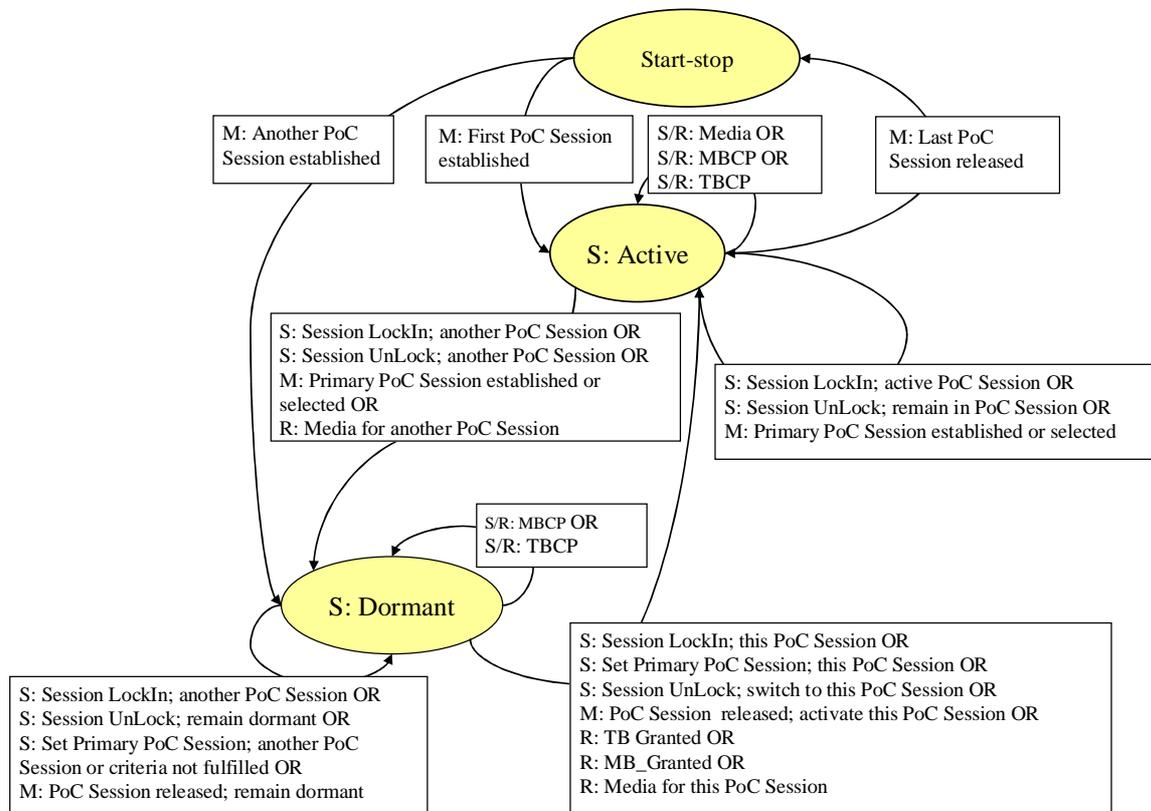 Start-stop
M: Another PoC
Session established
M: First PoC Session
established
S/R: Media OR
S/R: MBCP OR
S/R: TBCP
M: Last PoC
Session released
S: Active
S: Session LockIn; another PoC Session OR
S: Session UnLock; another PoC Session OR
M: Primary PoC Session established or
selected OR
R: Media for another PoC Session
S: Session LockIn; active PoC Session OR
S: Session UnLock; remain in PoC Session OR
M: Primary PoC Session established or selected
S/R: MBCP OR
S/R: TBCP
S: Dormant
S: Session LockIn; another PoC Session OR
S: Session UnLock; remain dormant OR
S: Set Primary PoC Session; another PoC
Session or criteria not fulfilled OR
M: PoC Session released; remain dormant
S: Session LockIn; this PoC Session OR
S: Set Primary PoC Session; this PoC Session OR
S: Session UnLock; switch to this PoC Session OR
M: PoC Session released; activate this PoC Session OR
R: TB Granted OR
R: MB_Granted OR
R: Media for this PoC Session